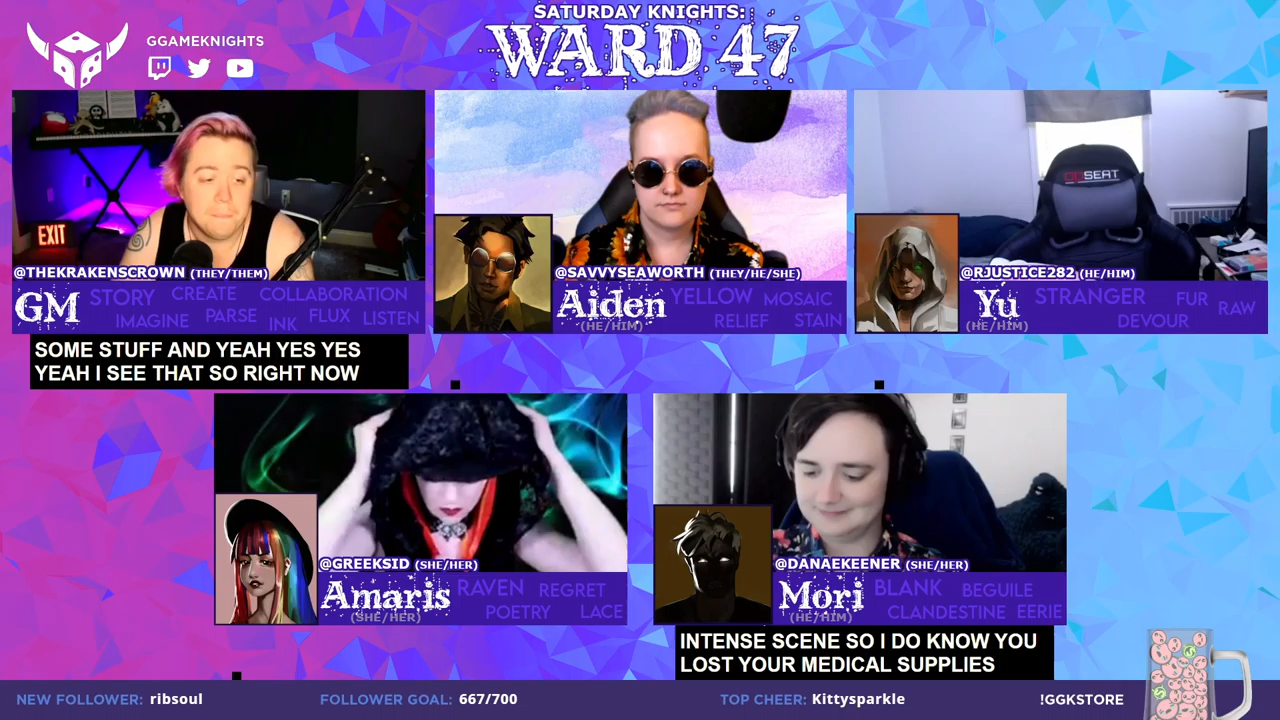 GGAMEKNIGHTS
SATURDAY KNIGHTS:
WARD 47
EXIT
SEAT
@THEKRAKENSCROWN (THEY/THEM)
GM
STORY CREATE COLLABORATION
IMAGINE PARSE INK FLUX LISTEN
@SAVVYSEAWORTH (THEY/HE/SHE)
Aiden
(HE/HIM)
YELLOW MOSAIC
RELIEF STAIN
@RJUSTICE282 (HE/HIM)
Yu
(HE/HIM)
STRANGER FUR RAW
DEVOUR
SOME STUFF AND YEAH YES YES
YEAH I SEE THAT SO RIGHT NOW
@GREEKSID (SHE/HER)
Amaris
(SHE/HER)
RAVEN REGRET
POETRY LACE
@DANAEKEENER (SHE/HER)
Mori
(HE/HIM)
BLANK BEGUILE
CLANDESTINE EERIE
INTENSE SCENE SO I DO KNOW YOU
LOST YOUR MEDICAL SUPPLIES
NEW FOLLOWER: ribsoul
FOLLOWER GOAL: 667/700
TOP CHEER: Kittysparkle
!GGKSTORE